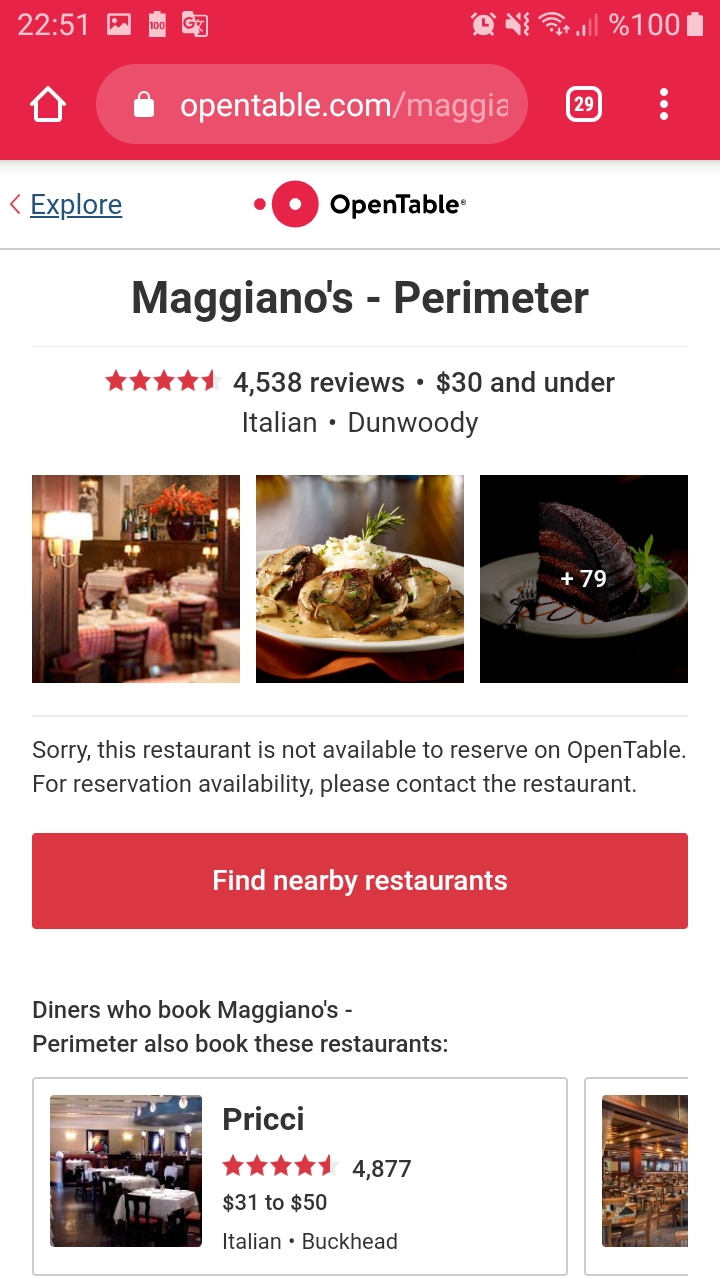 22:51
100
%100
opentable.com/maggia
29
Explore
OpenTable®
Maggiano's - Perimeter
4,538 reviews • $30 and under
Italian • Dunwoody
+ 79
Sorry, this restaurant is not available to reserve on OpenTable.
For reservation availability, please contact the restaurant.
Find nearby restaurants
Diners who book Maggiano's -
Perimeter also book these restaurants:
Pricci
4,877
$31 to $50
Italian • Buckhead